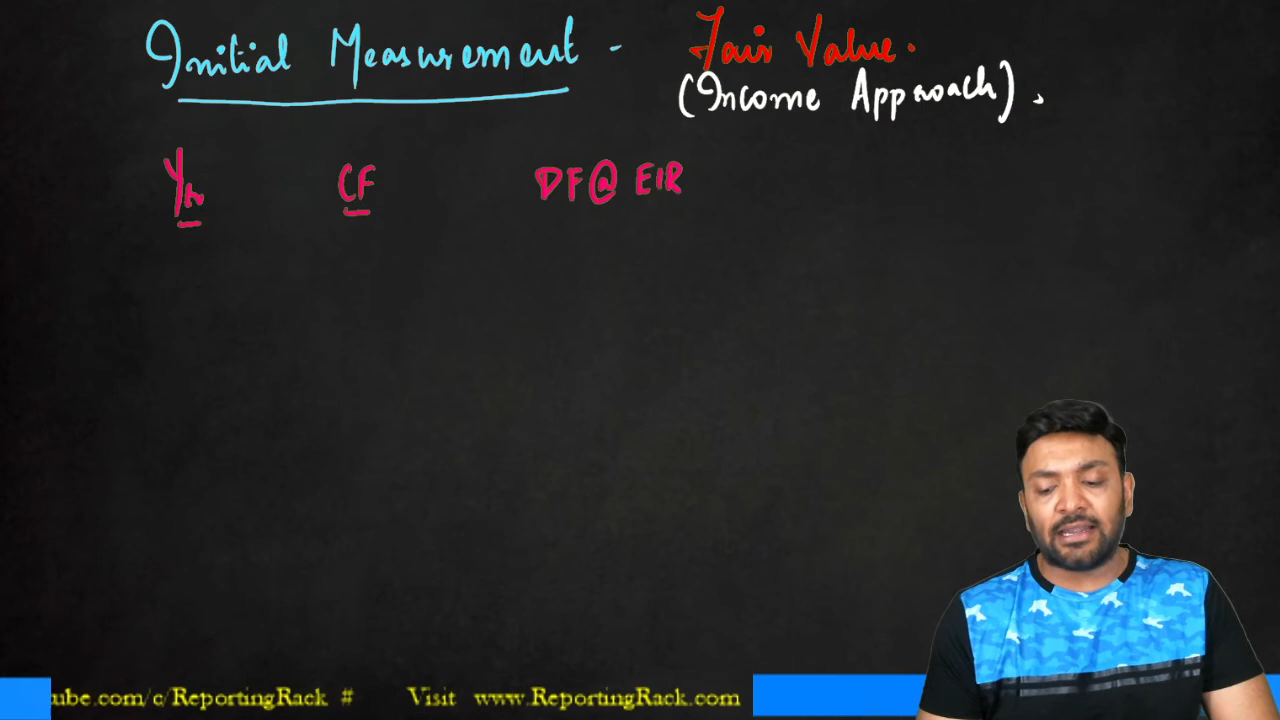 Initial Measurement - Fair Value.
(Income Approach).
Yr CF DF@ EIR
ube.com/c/ReportingRack # Visit www.ReportingRack.com